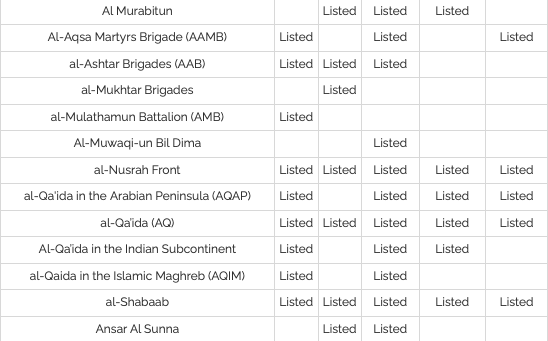 Al Murabitun Listed Listed Listed
Al-Aqsa Martyrs Brigade (AAMB) Listed Listed Listed
al-Ashtar Brigades (AAB) Listed Listed Listed
al-Mukhtar Brigades Listed
al-Mulathamun Battalion (AMB) Listed
Al-Muwaqi-un Bil Dima Listed
al-Nusrah Front Listed Listed Listed Listed Listed
al-Qa'ida in the Arabian Peninsula (AQAP) Listed Listed Listed Listed
al-Qa'ida (AQ) Listed Listed Listed Listed Listed
Al-Qa'ida in the Indian Subcontinent Listed Listed Listed
al-Qaida in the Islamic Maghreb (AQIM) Listed Listed
al-Shabaab Listed Listed Listed Listed Listed
Ansar Al Sunna Listed Listed